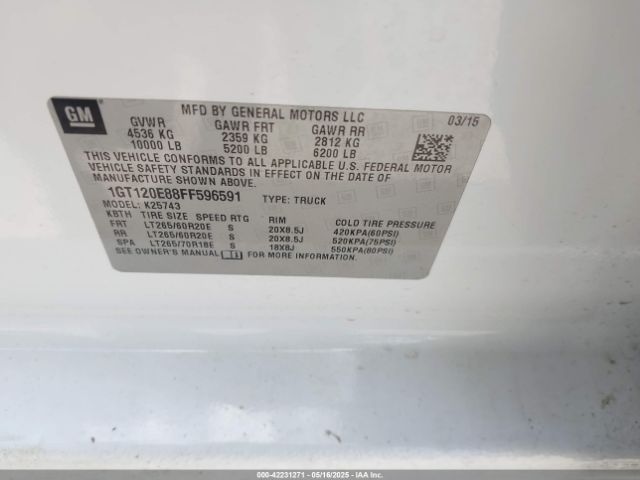 GM
MFD BY GENERAL MOTORS LLC
03/15
GVWR GAWR FRT GAWR RR
4536 KG 2359 KG 2812 KG
10000 LB 5200 LB 6200 LB
THIS VEHICLE CONFORMS TO ALL APPLICABLE U.S. FEDERAL MOTOR
VEHICLE SAFETY STANDARDS IN EFFECT ON THE DATE OF
MANUFACTURE SHOWN ABOVE.
1GT120E88FF596591 TYPE: TRUCK
MODEL: K25743
KBTH TIRE SIZE SPEED RTG RIM COLD TIRE PRESSURE
FRT LT265/60R20E S 20X8.5J 420KPA(60PSI)
RR LT265/60R20E S 20X8.5J 520KPA(75PSI)
SPA LT265/70R18E S 18X8J 550KPA(80PSI)
SEE OWNER'S MANUAL FOR MORE INFORMATION.
000-42231271 05/16/2025 IAA Inc.